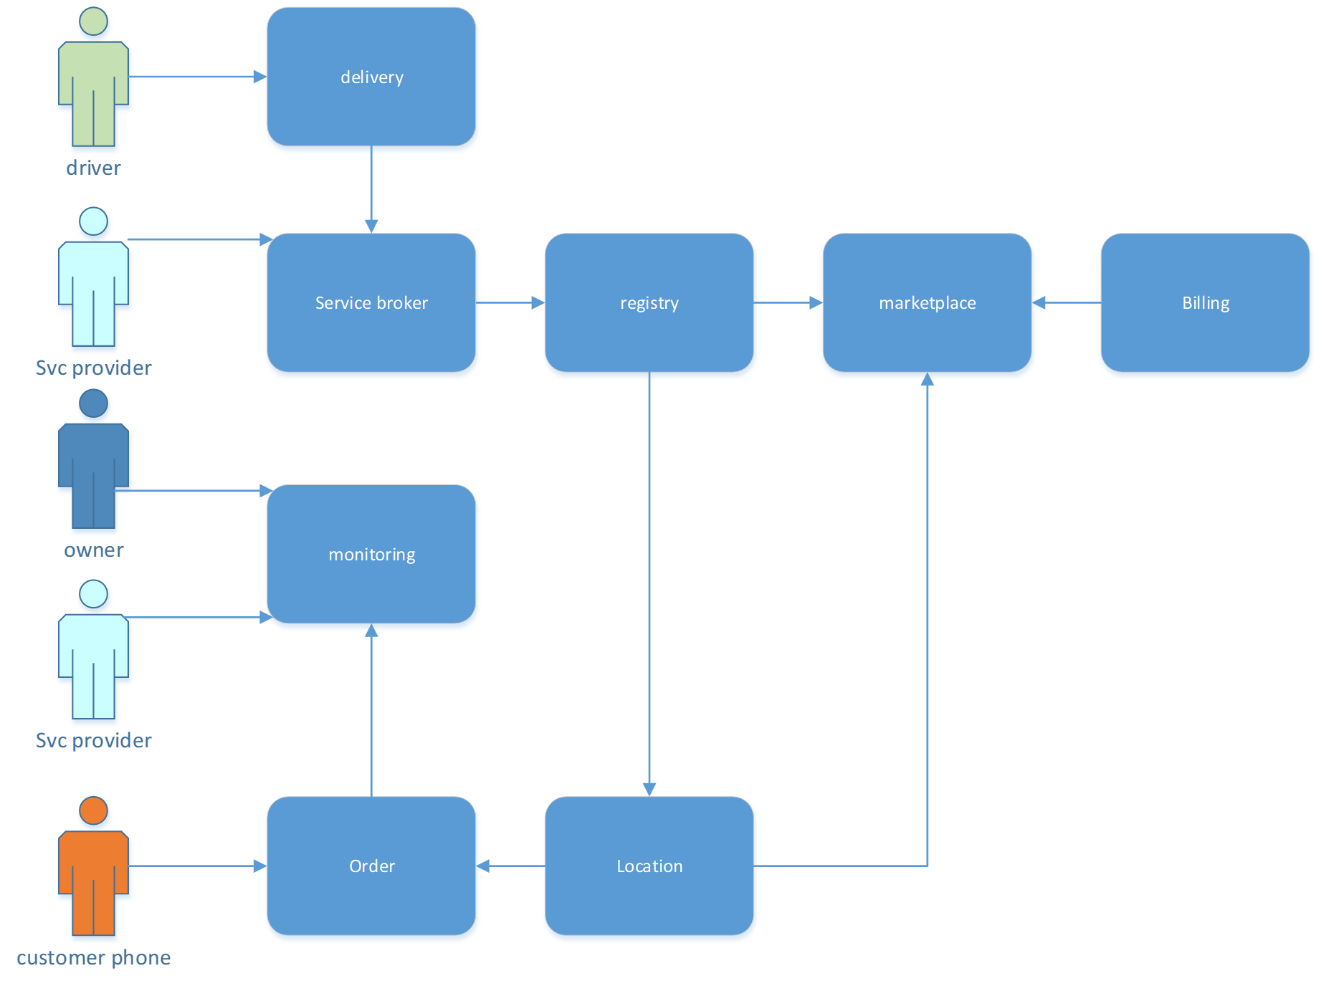 delivery
driver
Service broker
registry
marketplace
Billing
Svc provider
owner
monitoring
Svc provider
Order
Location
customer phone